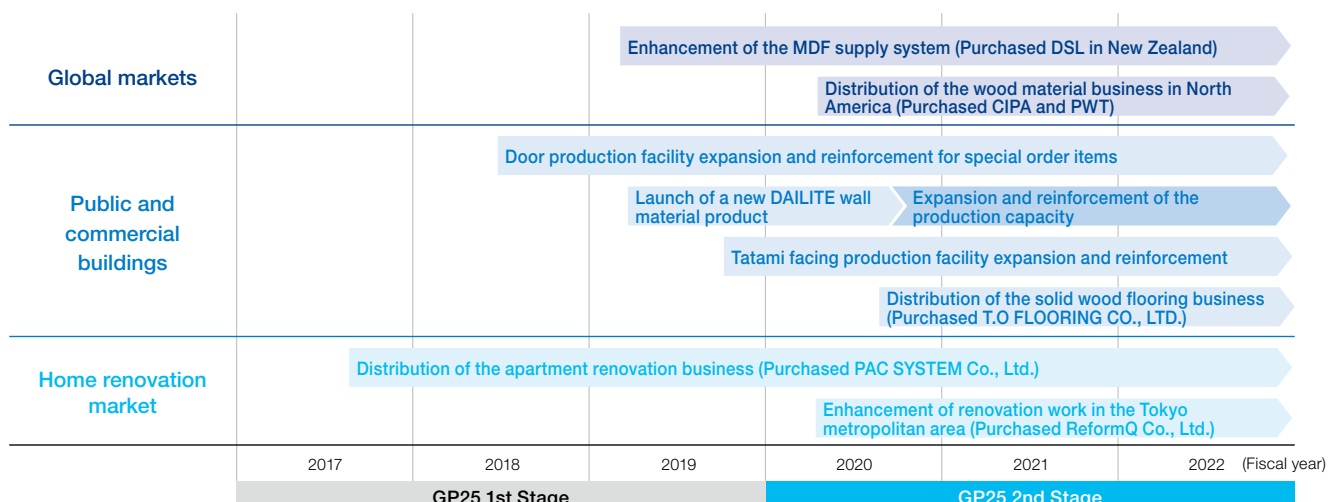 Global markets
Enhancement of the MDF supply system (Purchased DSL in New Zealand)
Distribution of the wood material business in North
America (Purchased CIPA and PWT)
Public and
commercial
buildings
Door production facility expansion and reinforcement for special order items
Launch of a new DAILITE wall
material product
Expansion and reinforcement of the
production capacity
Tatami facing production facility expansion and reinforcement
Distribution of the solid wood flooring business
(Purchased T.O FLOORING CO., LTD.)
Home renovation
market
Distribution of the apartment renovation business (Purchased PAC SYSTEM Co., Ltd.)
Enhancement of renovation work in the Tokyo
metropolitan area (Purchased ReformQ Co., Ltd.)
2017 2018 2019 2020 2021 2022 (Fiscal year)
GP25 1st Stage GP25 2nd Stage